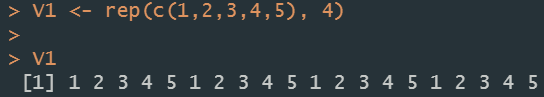 > V1 <- rep(c(1,2,3,4,5), 4)
>
> V1
[1] 1 2 3 4 5 1 2 3 4 5 1 2 3 4 5 1 2 3 4 5